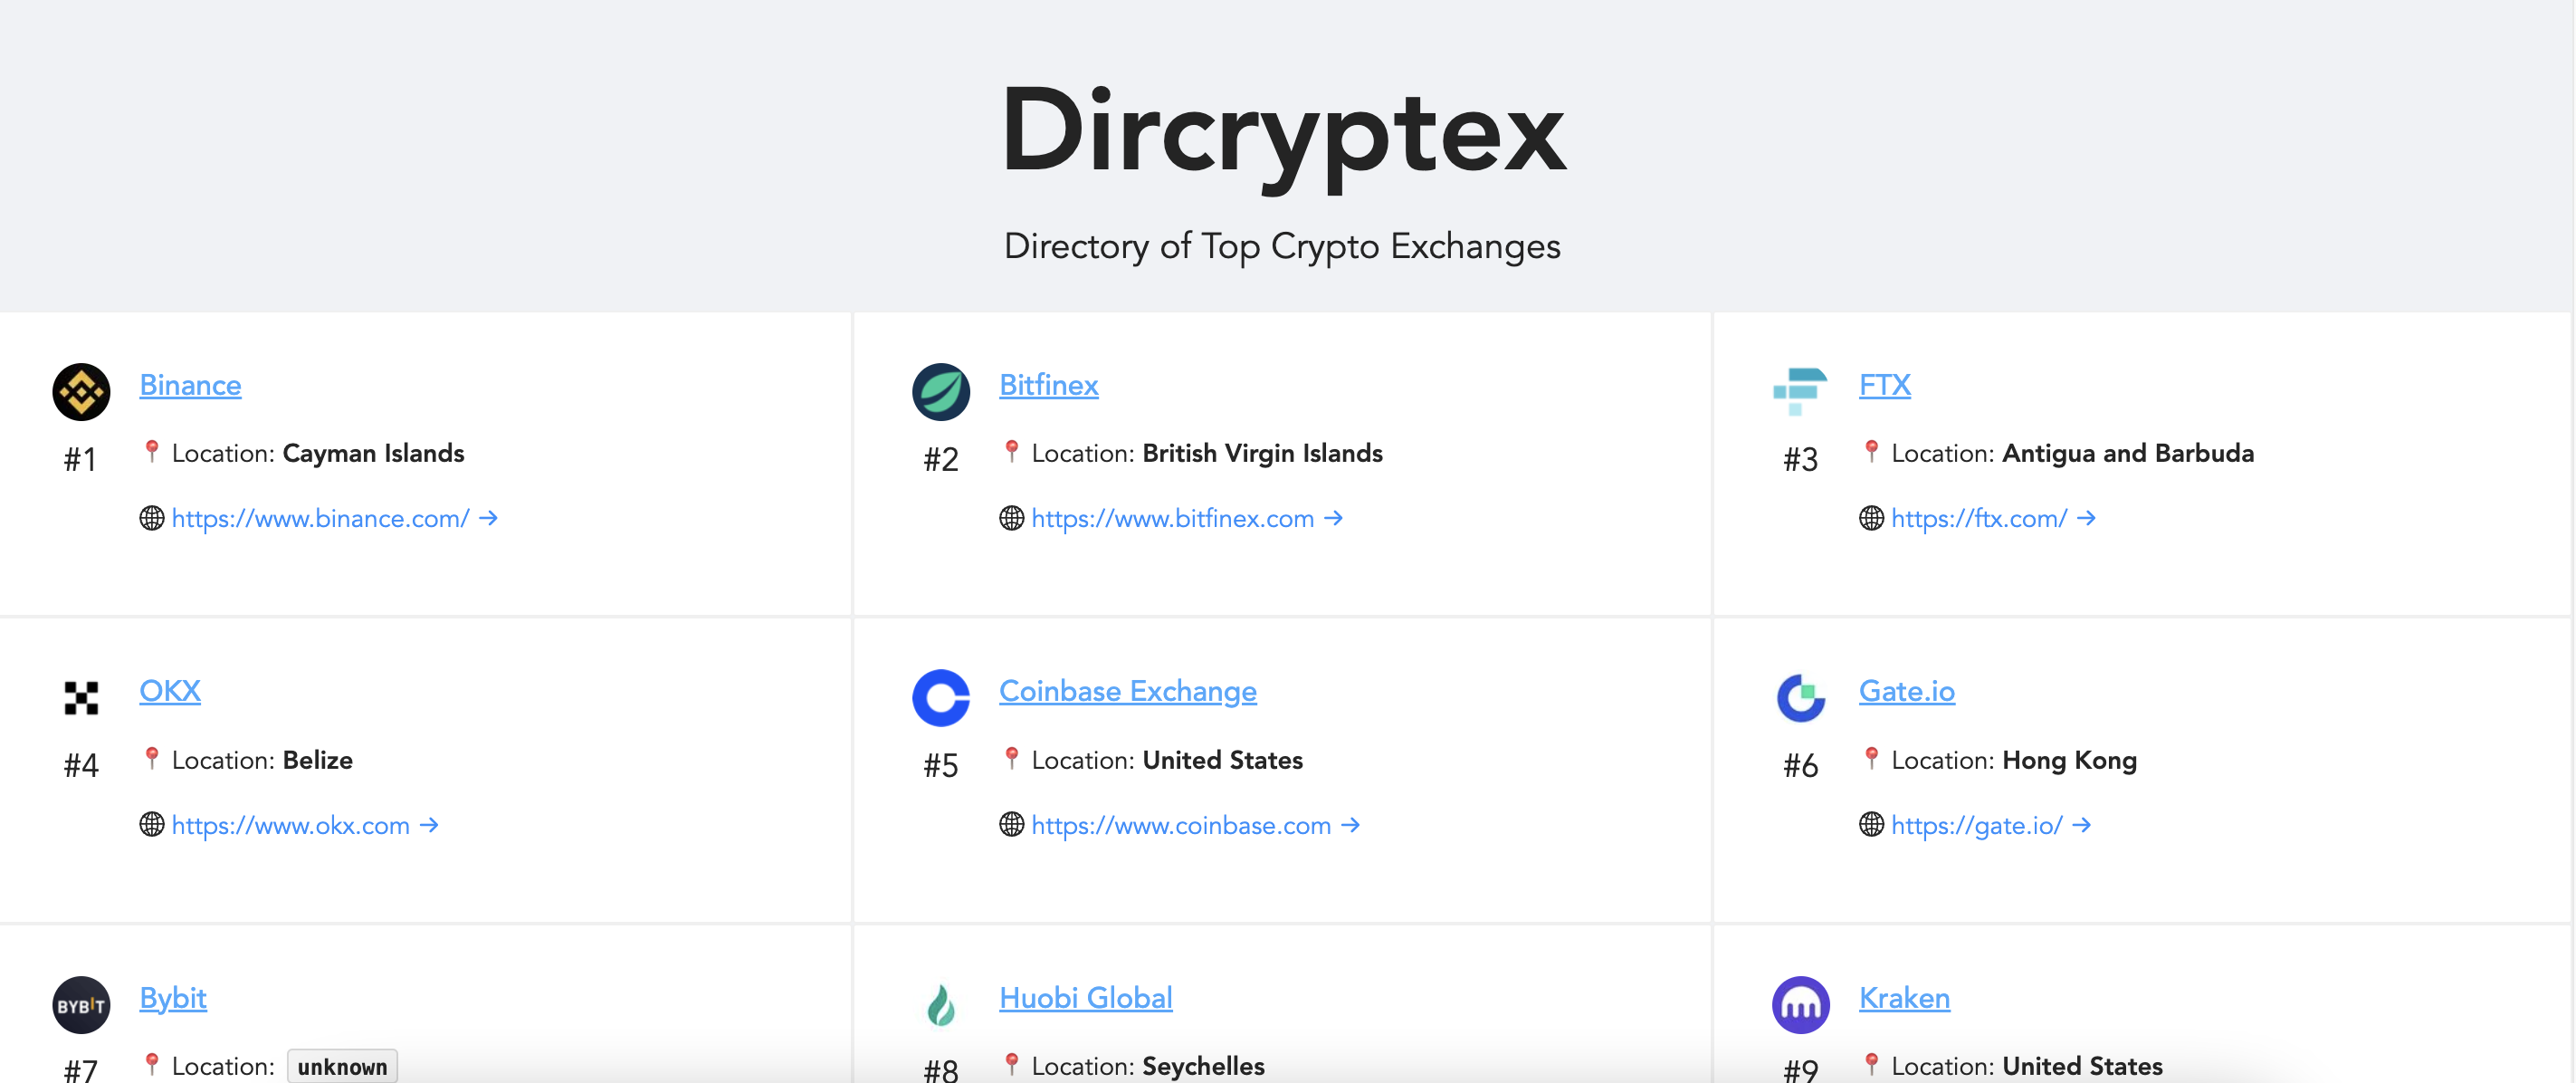 Dircryptex
Directory of Top Crypto Exchanges
Binance
#1
Location: Cayman Islands
https://www.binance.com/ →
Bitfinex
#2
Location: British Virgin Islands
https://www.bitfinex.com →
FTX
#3
Location: Antigua and Barbuda
https://ftx.com/ →
OKX
#4
Location: Belize
https://www.okx.com →
Coinbase Exchange
#5
Location: United States
https://www.coinbase.com →
Gate.io
#6
Location: Hong Kong
https://gate.io/ →
BYBIT
Bybit
#7
Location: unknown
Huobi Global
#8
Location: Seychelles
Kraken
#9
Location: United States